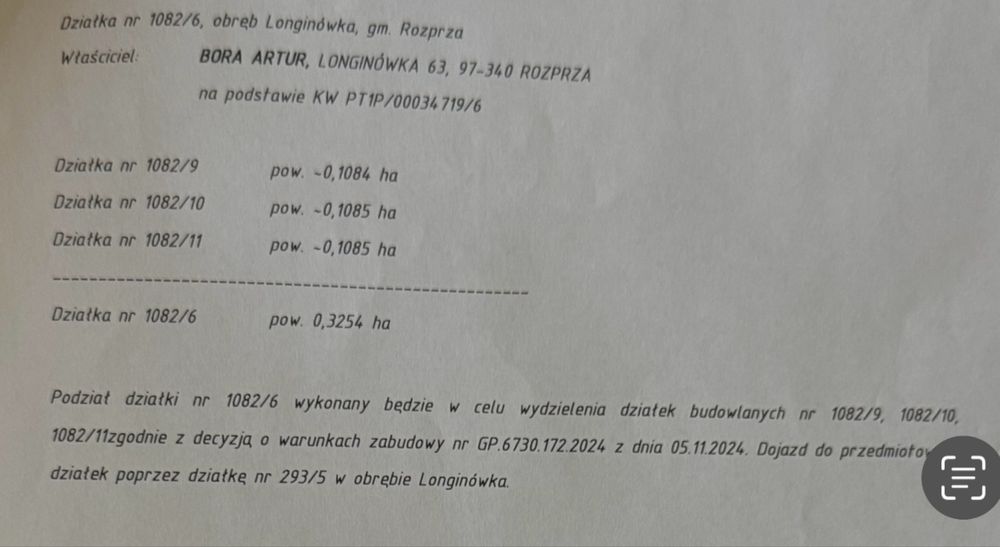 Działka nr 1082/6, obręb Longinówka, gm. Rozprza
Właściciel: BORA ARTUR, LONGINÓWKA 63, 97-340 ROZPRZA
na podstawie KW PT1P/00034719/6
Działka nr 1082/9 pow. ~0,1084 ha
Działka nr 1082/10 pow. ~0,1085 ha
Działka nr 1082/11 pow. ~0,1085 ha
Działka nr 1082/6 pow. 0,3254 ha
Podział działki nr 1082/6 wykonany będzie w celu wydzielenia działek budowlanych nr 1082/9, 1082/10,
1082/11zgodnie z decyzją o warunkach zabudowy nr GP.6730.172.2024 z dnia 05.11.2024. Dojazd do
działek poprzez działkę nr 293/5 w obrębie Longinówka.